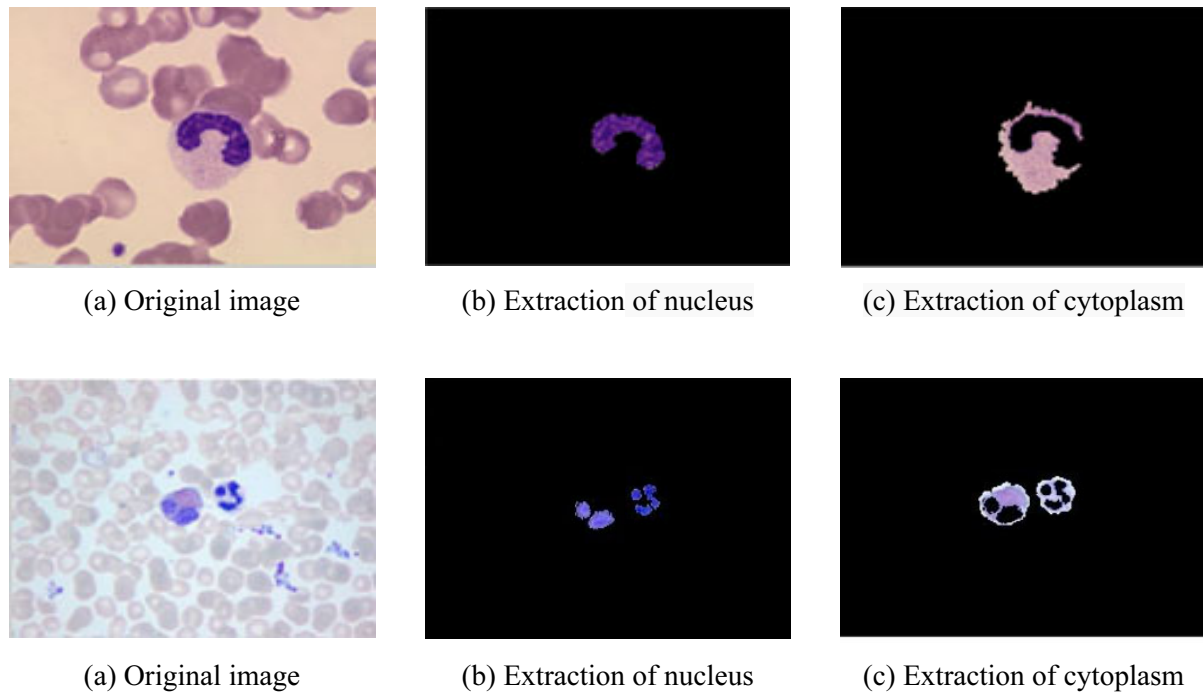 (a) Original image
(b) Extraction of nucleus
(c) Extraction of cytoplasm
(a) Original image
(b) Extraction of nucleus
(c) Extraction of cytoplasm